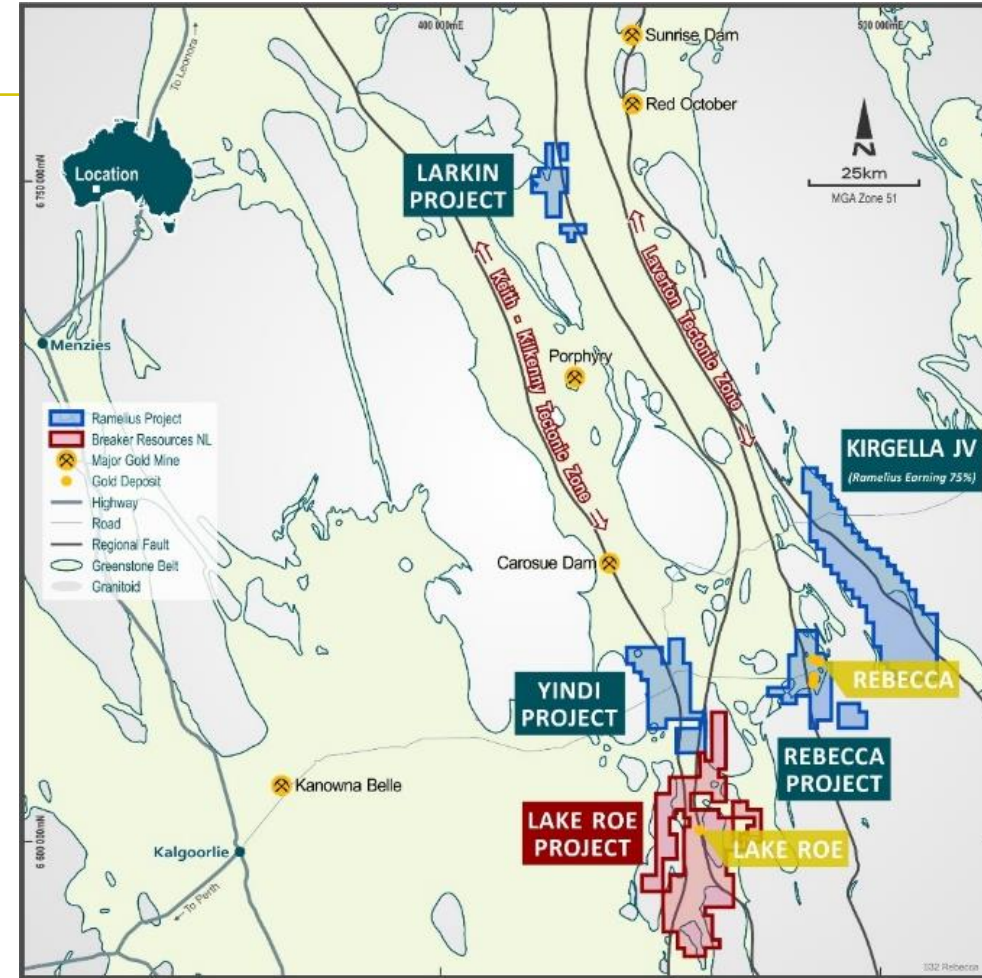 400 000mE
500 000mE
To Leonora
Sunrise Dam
Red October
Location
6 750 000mN
LARKIN
PROJECT
N
25km
MGA Zone 51
Keith - Kilkenny Tectonic Zone
Laverton Tectonic Zone
Menzies
Porphyry
Ramelius Project
Breaker Resources NL
Major Gold Mine
Gold Deposit
Highway
Road
Regional Fault
Greenstone Belt
Granitoid
KIRGELLA JV
(Ramelius Earning 75%)
Carosue Dam
YINDI
PROJECT
REBECCA
REBECCA
PROJECT
Kanowna Belle
LAKE ROE
PROJECT
LAKE ROE
6 600 000mN
Kalgoorlie
To Perth
532 Rebecca